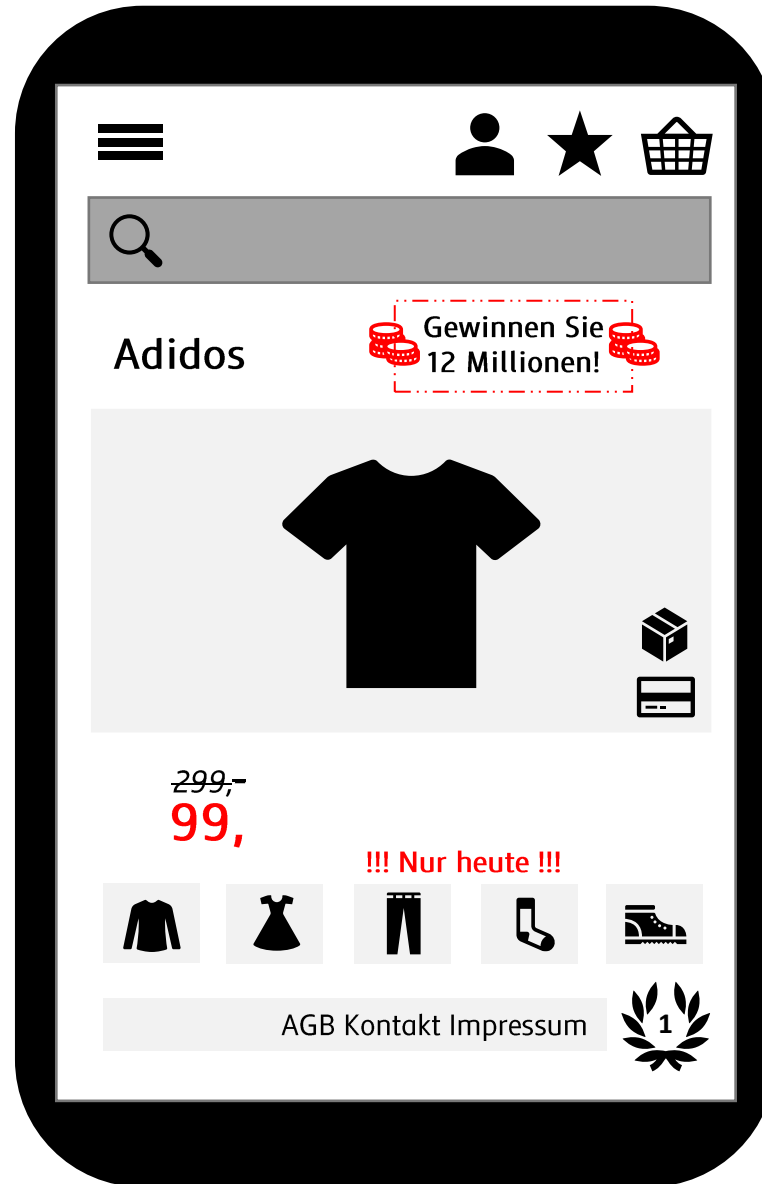 Adidos
Gewinnen Sie
12 Millionen!
299,-
99,
!!! Nur heute !!!
AGB Kontakt Impressum
1